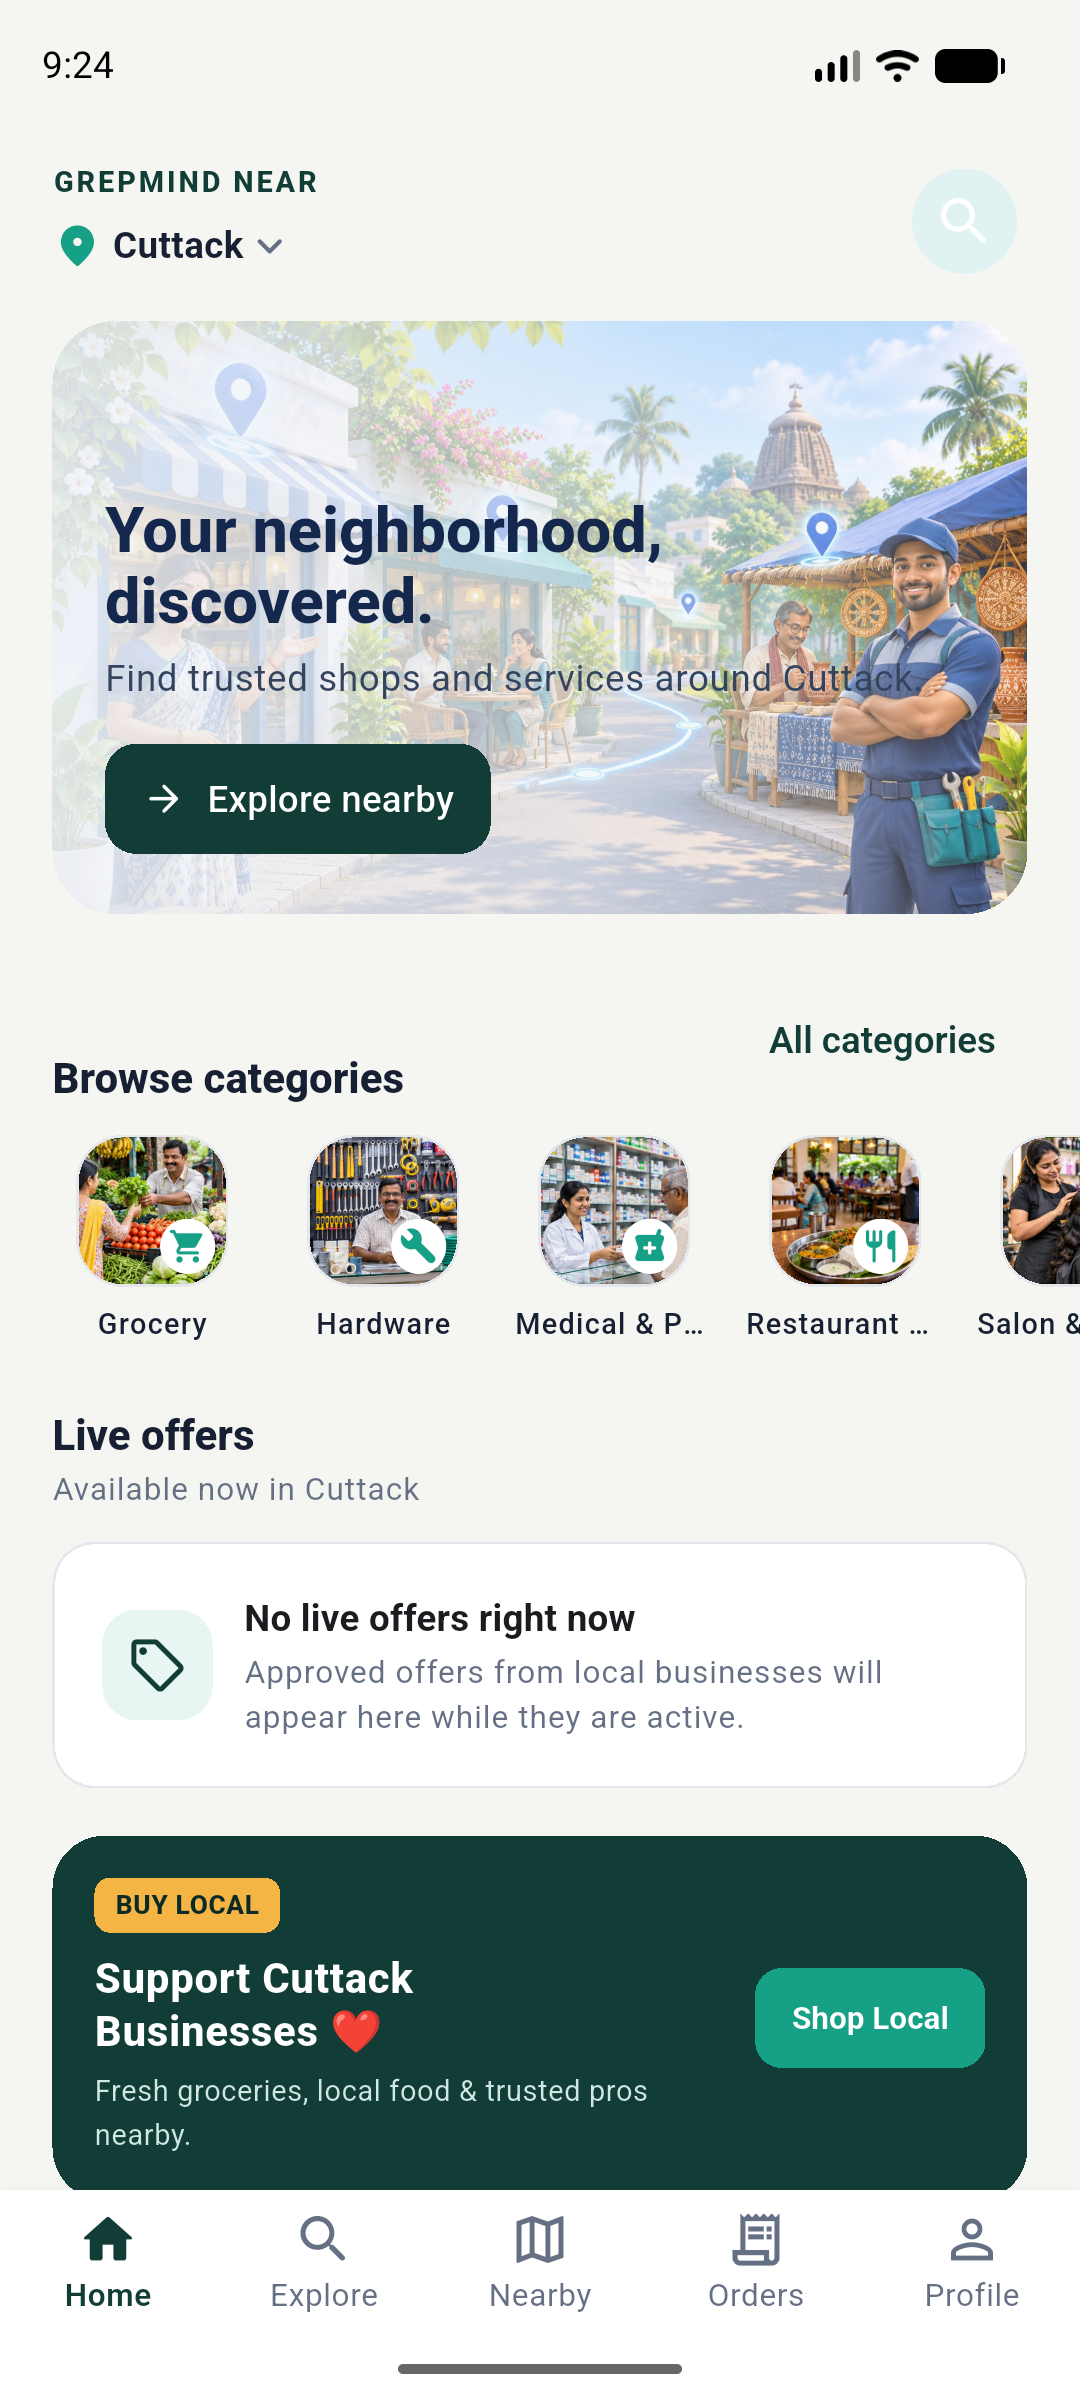 9:24
GREPMIND NEAR
Cuttack
Your neighborhood,
discovered.
Find trusted shops and services around Cuttack.
Explore nearby
All categories
Browse categories
Grocery
Hardware
Medical & P...
Restaurant ...
Salon &
Live offers
Available now in Cuttack
No live offers right now
Approved offers from local businesses will
appear here while they are active.
BUY LOCAL
Support Cuttack
Businesses ❤️
Shop Local
Fresh groceries, local food & trusted pros
nearby.
Home
Explore
Nearby
Orders
Profile